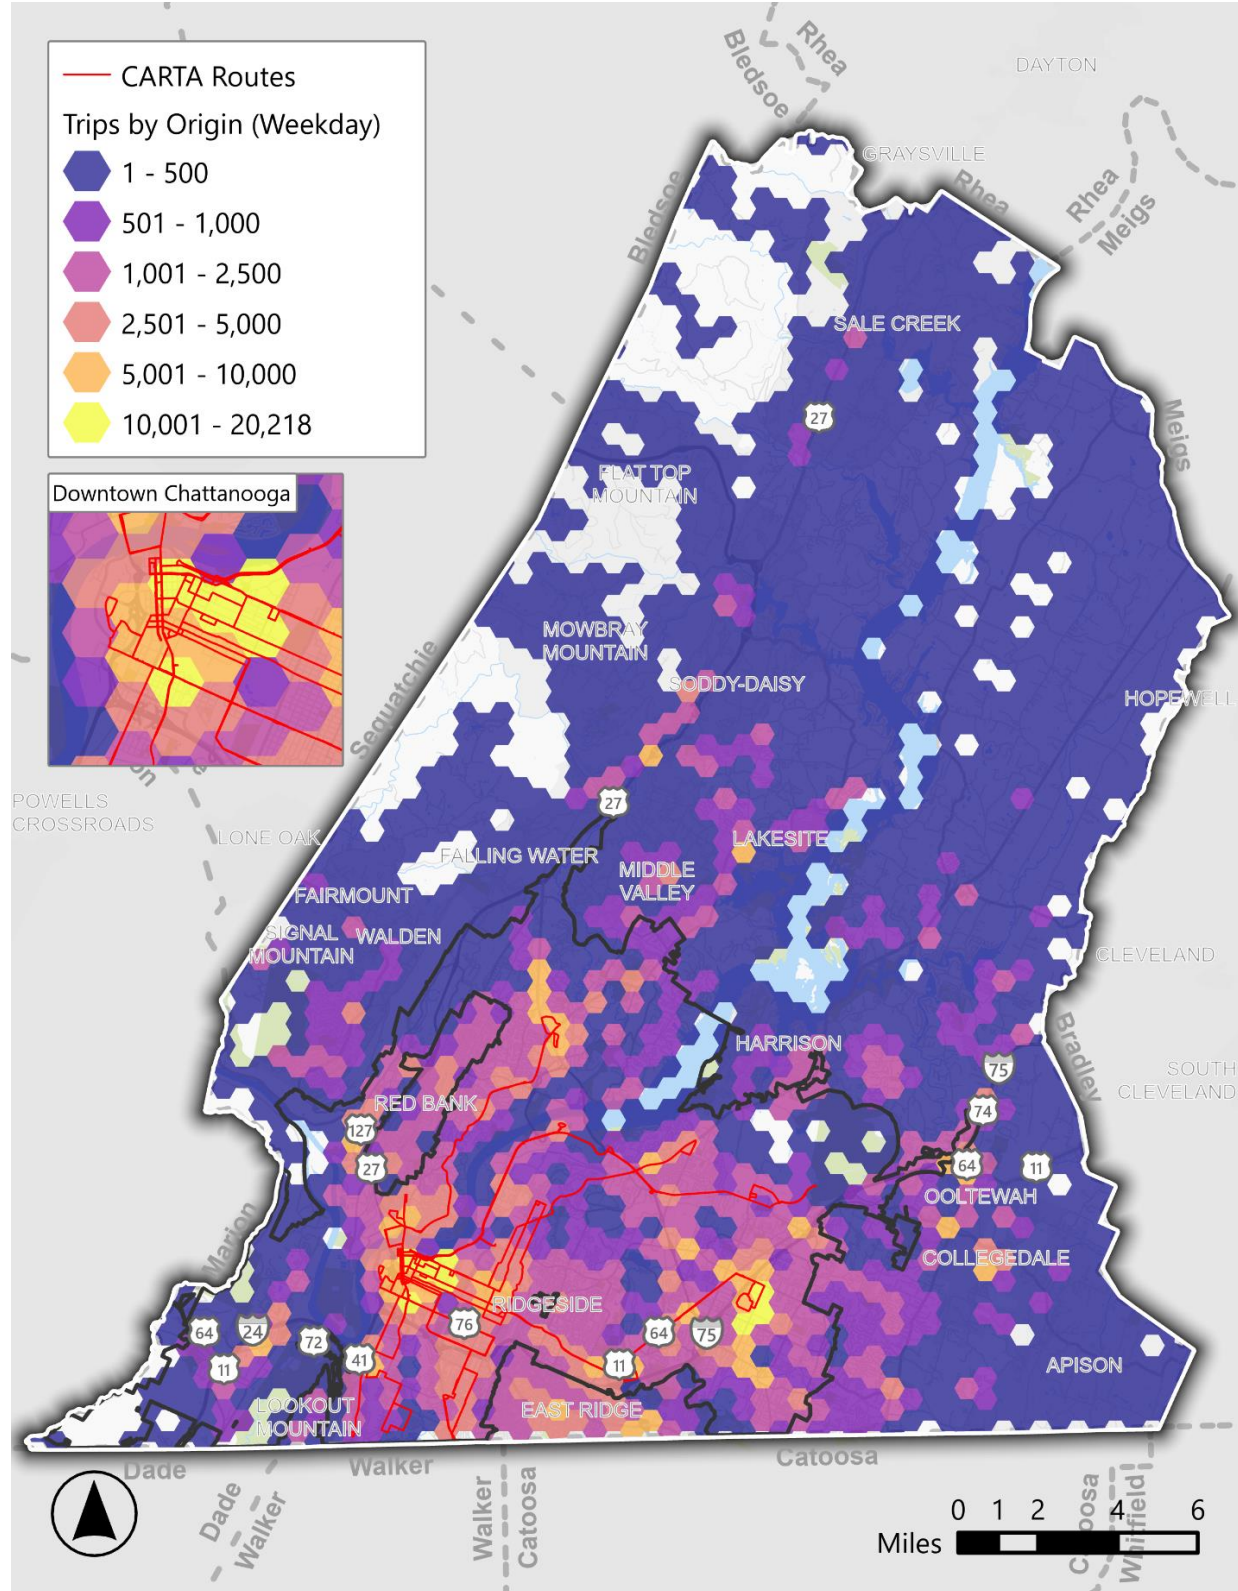 CARTA Routes
Trips by Origin (Weekday)
1 - 500
501 - 1,000
1,001 - 2,500
2,501 - 5,000
5,001 - 10,000
10,001 - 20,218
Downtown Chattanooga
Rhea
Bledsoe
DAYTON
GRAYSVILLE
Rhea
Rhea
Meigs
Bledsoe
SALE CREEK
27
Meigs
FLAT TOP
MOUNTAIN
MOWBRAY
MOUNTAIN
SODDY-DAISY
HOPEWELL
Sequatchie
POWELLS
CROSSROADS
LONE OAK
27
FALLING WATER
LAKESITE
MIDDLE
VALLEY
FAIRMOUNT
SIGNAL
MOUNTAIN
WALDEN
CLEVELAND
HARRISON
Bradley
75
SOUTH
CLEVELAND
RED BANK
74
127
27
64
11
OOLTEWAH
Marion
COLLEGEDALE
RIDGESIDE
64
24
72
76
64
75
11
41
11
APISON
LOOKOUT
MOUNTAIN
EAST RIDGE
Dade
Walker
Catoosa
Dade
Walker
Walker
Catoosa
Whitfield
0 1 2 4 6
Miles